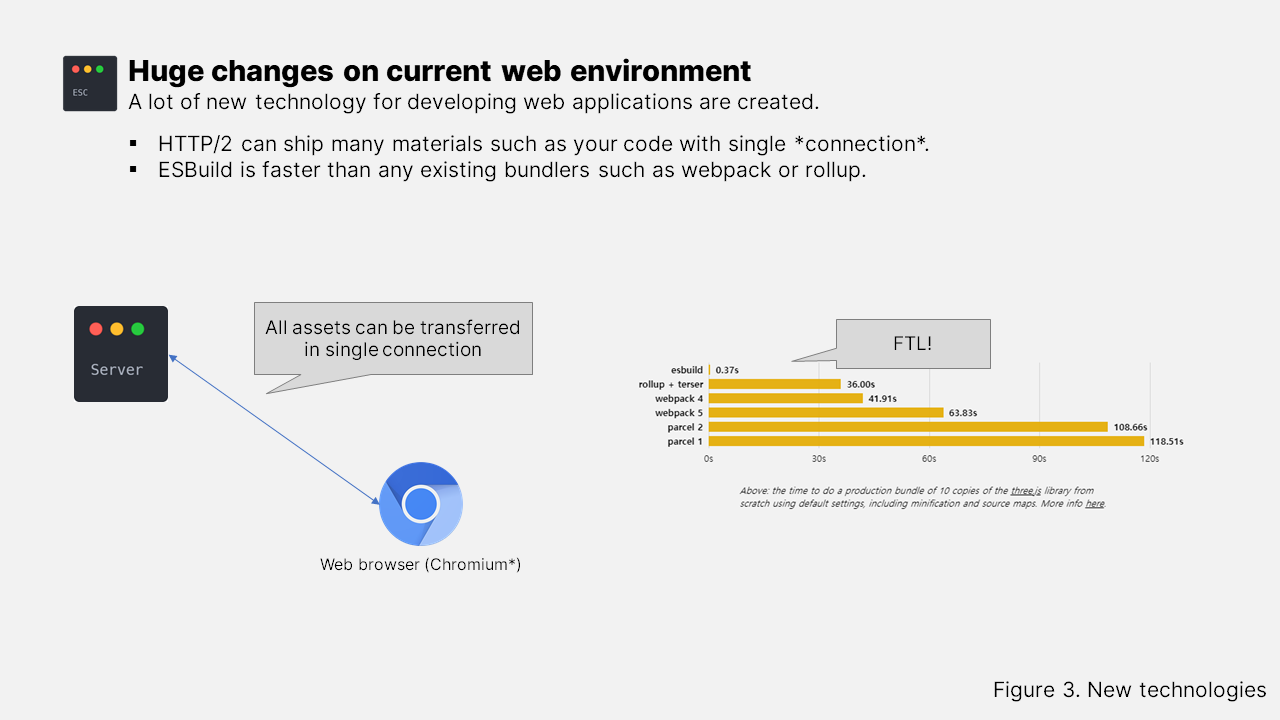 ESC
Huge changes on current web environment
A lot of new technology for developing web applications are created.
▪ HTTP/2 can ship many materials such as your code with single *connection*.
▪ ESBuild is faster than any existing bundlers such as webpack or rollup.
Server
All assets can be transferred
in single connection
Web browser (Chromium*)
FTL!
esbuild 0.37s
rollup + terser 36.00s
webpack 4 41.91s
webpack 5 63.83s
parcel 2 108.66s
parcel 1 118.51s
0s 30s 60s 90s 120s
Above: the time to do a production bundle of 10 copies of the three.js library from
scratch using default settings, including minification and source maps. More info here.
Figure 3. New technologies